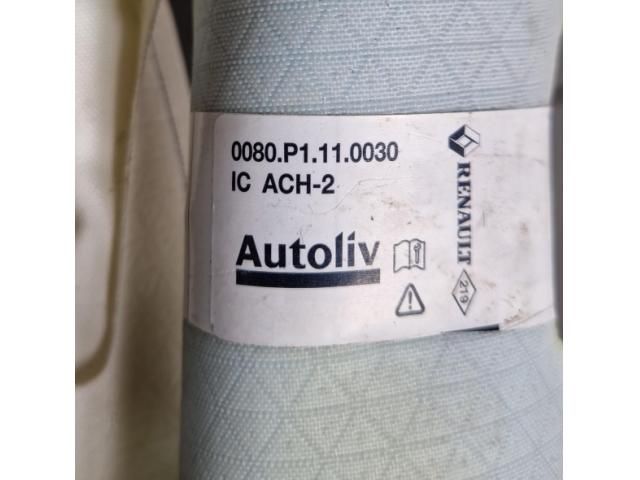 0080.P1.11.0030
IC ACH-2
Autoliv
RENAULT
219